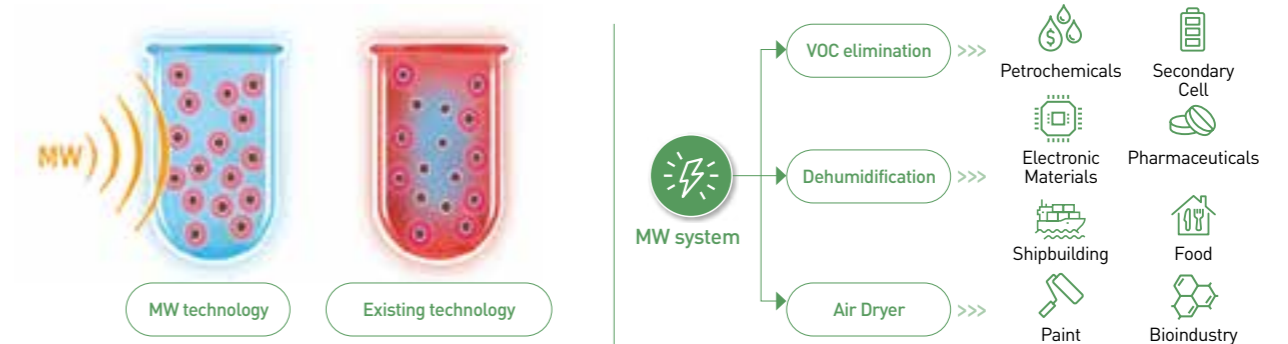 MW
MW technology
Existing technology
MW system
VOC elimination
>>>
Dehumidification
>>>
Air Dryer
>>>
$
Petrochemicals
Secondary
Cell
Electronic
Materials
Pharmaceuticals
Shipbuilding
Food
Paint
Bioindustry